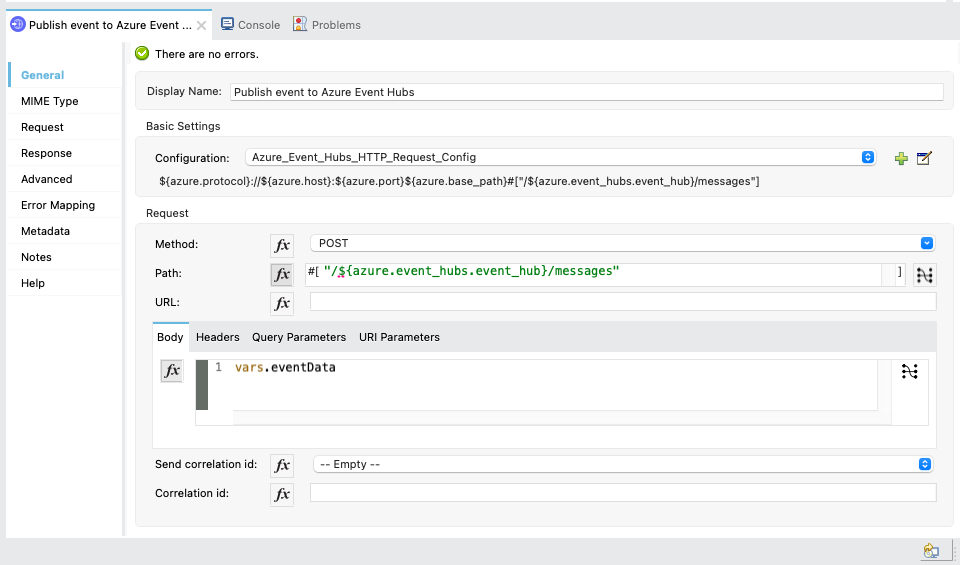 Publish event to Azure Event ... Console Problems
There are no errors.
General
MIME Type
Request
Response
Advanced
Error Mapping
Metadata
Notes
Help
Display Name: Publish event to Azure Event Hubs
Basic Settings
Configuration: Azure_Event_Hubs_HTTP_Request_Config
${azure.protocol}://${azure.host}:${azure.port}${azure.base_path}#["/${azure.event_hubs.event_hub}/messages"]
Request
Method: fx POST
Path: fx #[ "/${azure.event_hubs.event_hub}/messages" ]
URL: fx
Body Headers Query Parameters URI Parameters
fx 1 vars.eventData
Send correlation id: fx -- Empty --
Correlation id: fx